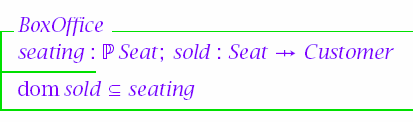 BoxOffice
seating : ℙ Seat; sold : Seat ⤔ Customer
dom sold ⊆ seating